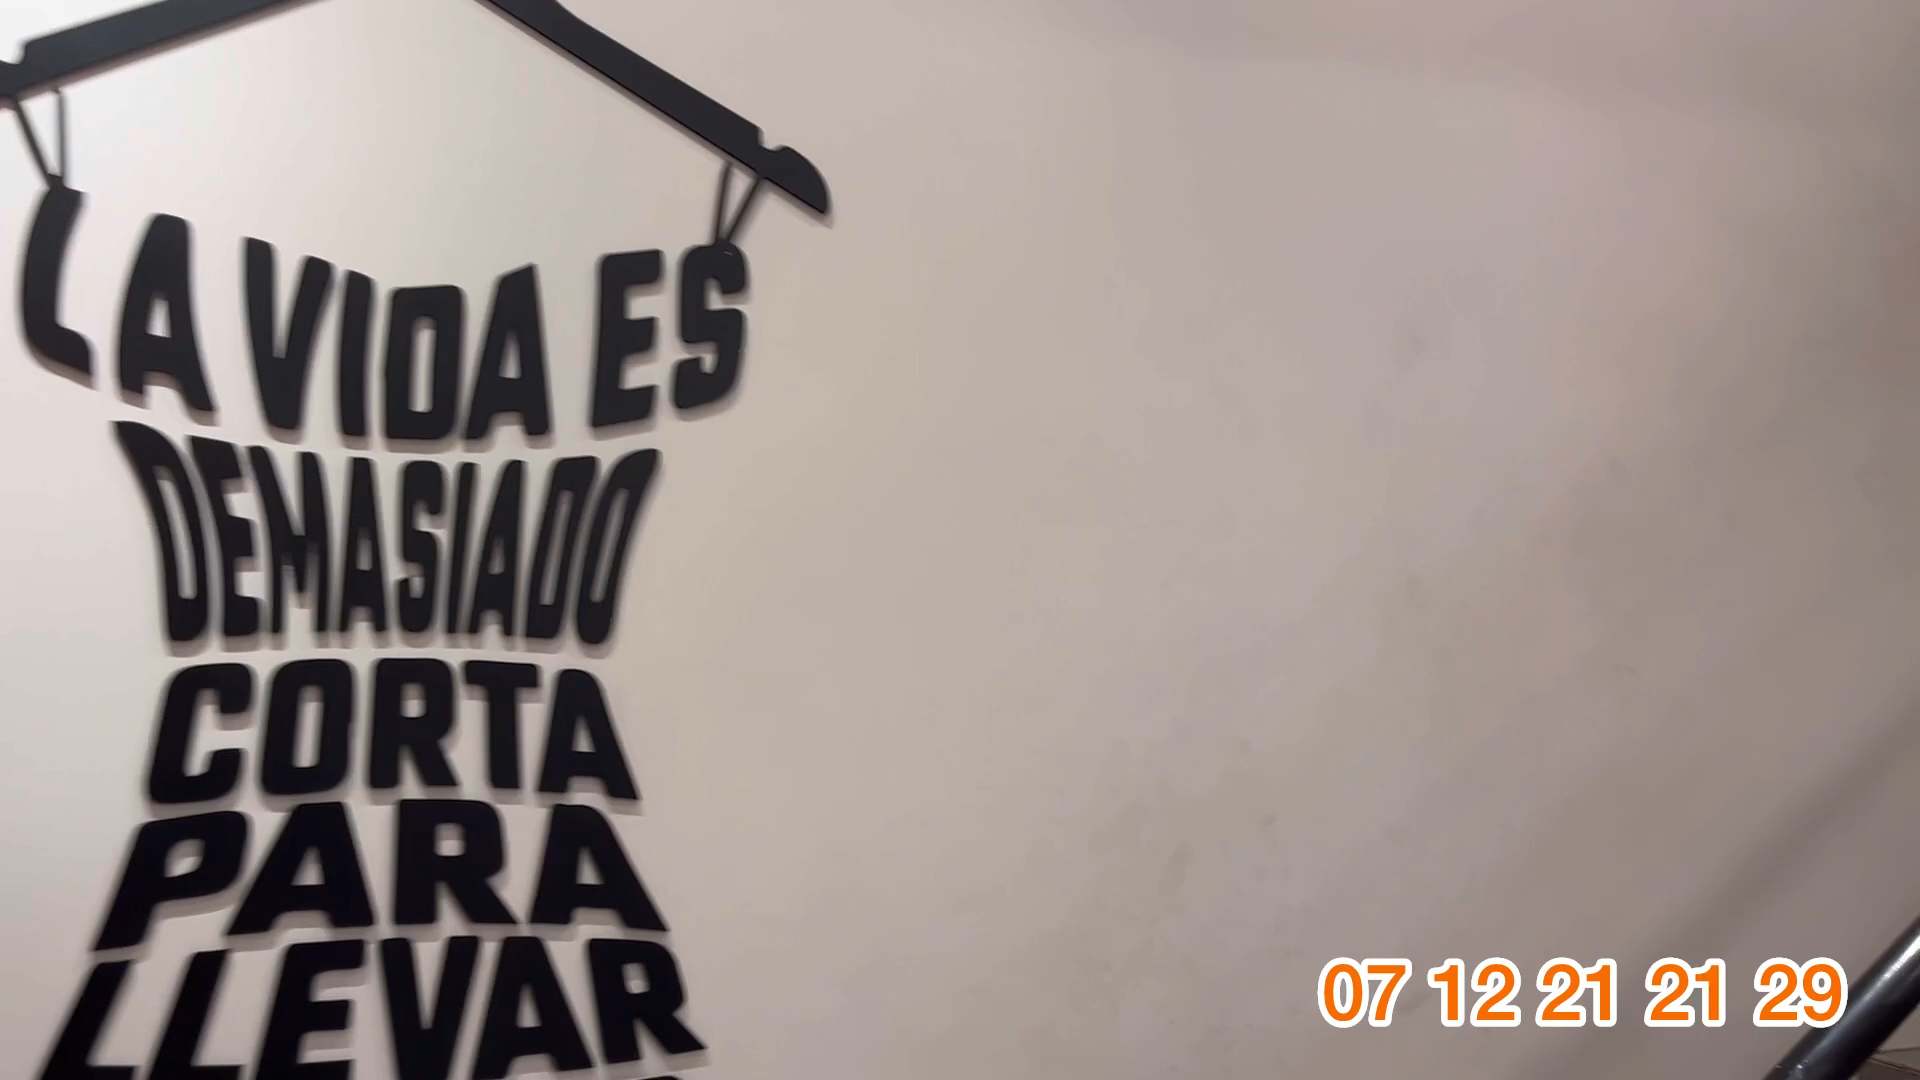 LA VIDA ES
DEMASIADO
CORTA
PARA
LLEVAR
07 12 21 21 29